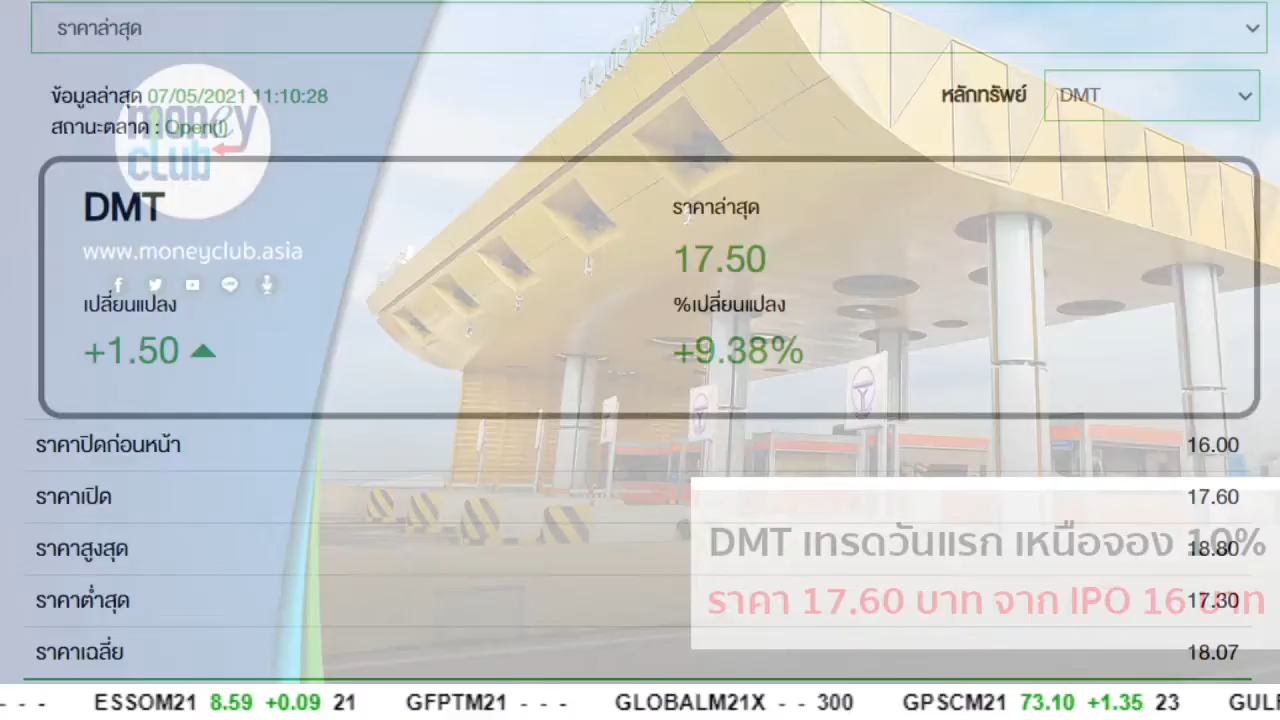 ราคาล่าสุด
ข้อมูลล่าสุด 07/05/2021 11:10:28
หลักทรัพย์ DMT
สถานะตลาด : Open(I)
money
club
DMT
ราคาล่าสุด
www.moneyclub.asia
17.50
เปลี่ยนแปลง
%เปลี่ยนแปลง
+1.50
+9.38%
ราคาปิดก่อนหน้า 16.00
ราคาเปิด 17.60
DMT เทรดวันแรก เหนือจอง 10%
ราคาสูงสุด 18.80
ราคา 17.60 บาท จาก IPO 16 บาท
ราคาต่ำสุด 17.30
ราคาเฉลี่ย 18.07
- - - ESSOM21 8.59 +0.09 21 GFPTM21 - - - GLOBALM21X - - 300 GPSCM21 73.10 +1.35 23 GULF